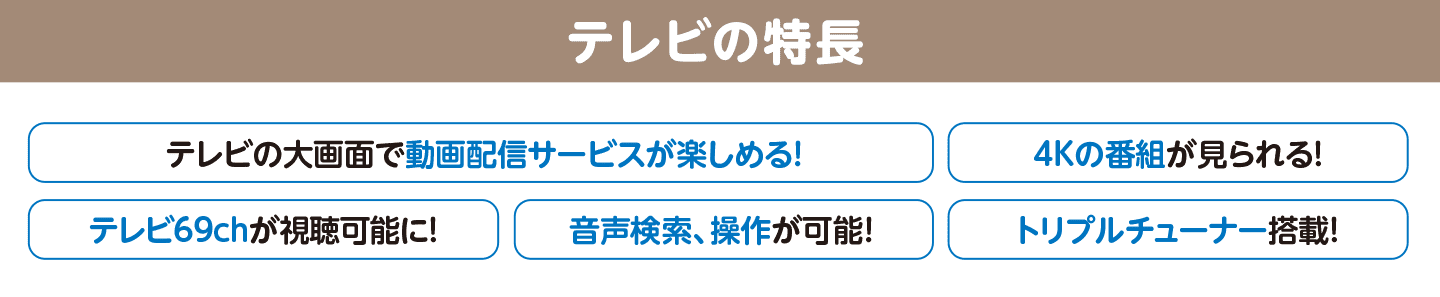 テレビの特長
テレビの大画面で動画配信サービスが楽しめる!
4Kの番組が見られる!
テレビ69chが視聴可能に!
音声検索、操作が可能!
トリプルチューナー搭載!